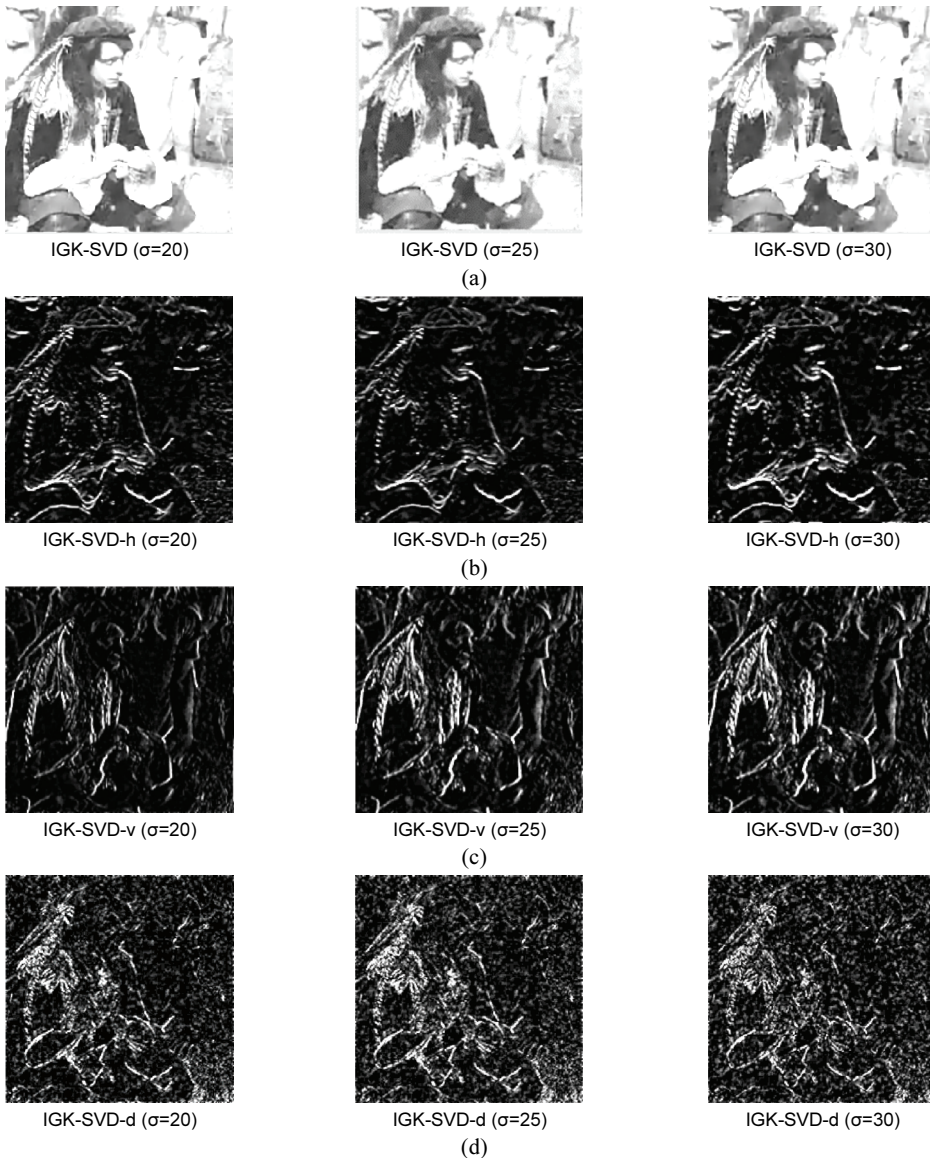 IGK-SVD (σ=20) IGK-SVD (σ=25) IGK-SVD (σ=30)
(a)
IGK-SVD-h (σ=20) IGK-SVD-h (σ=25) IGK-SVD-h (σ=30)
(b)
IGK-SVD-v (σ=20) IGK-SVD-v (σ=25) IGK-SVD-v (σ=30)
(c)
IGK-SVD-d (σ=20) IGK-SVD-d (σ=25) IGK-SVD-d (σ=30)
(d)